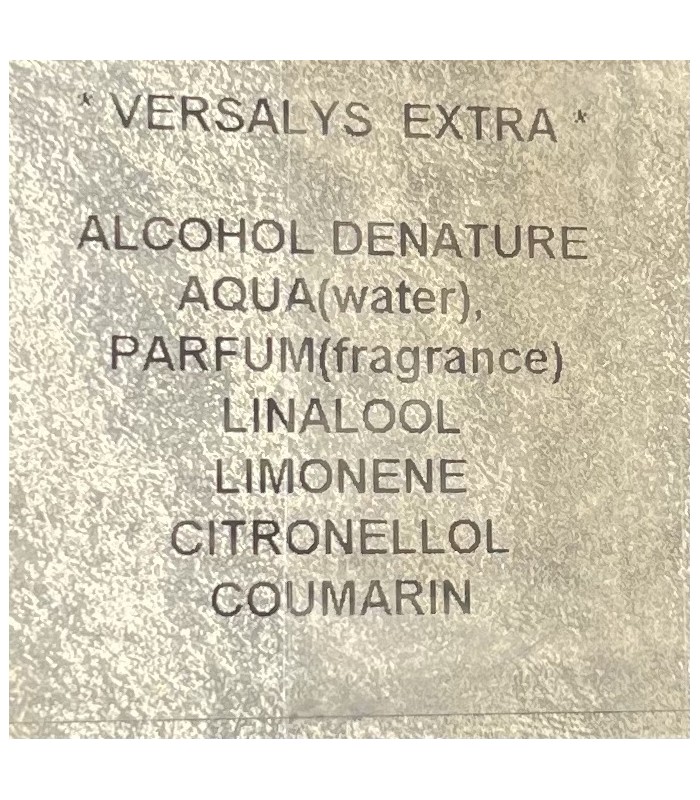 * VERSALYS EXTRA *
ALCOHOL DENATURE
AQUA(water),
PARFUM(fragrance)
LINALOOL
LIMONENE
CITRONELLOL
COUMARIN